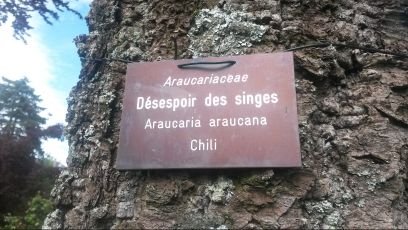 Araucariaceae
Désespoir des singes
Araucaria araucana
Chili